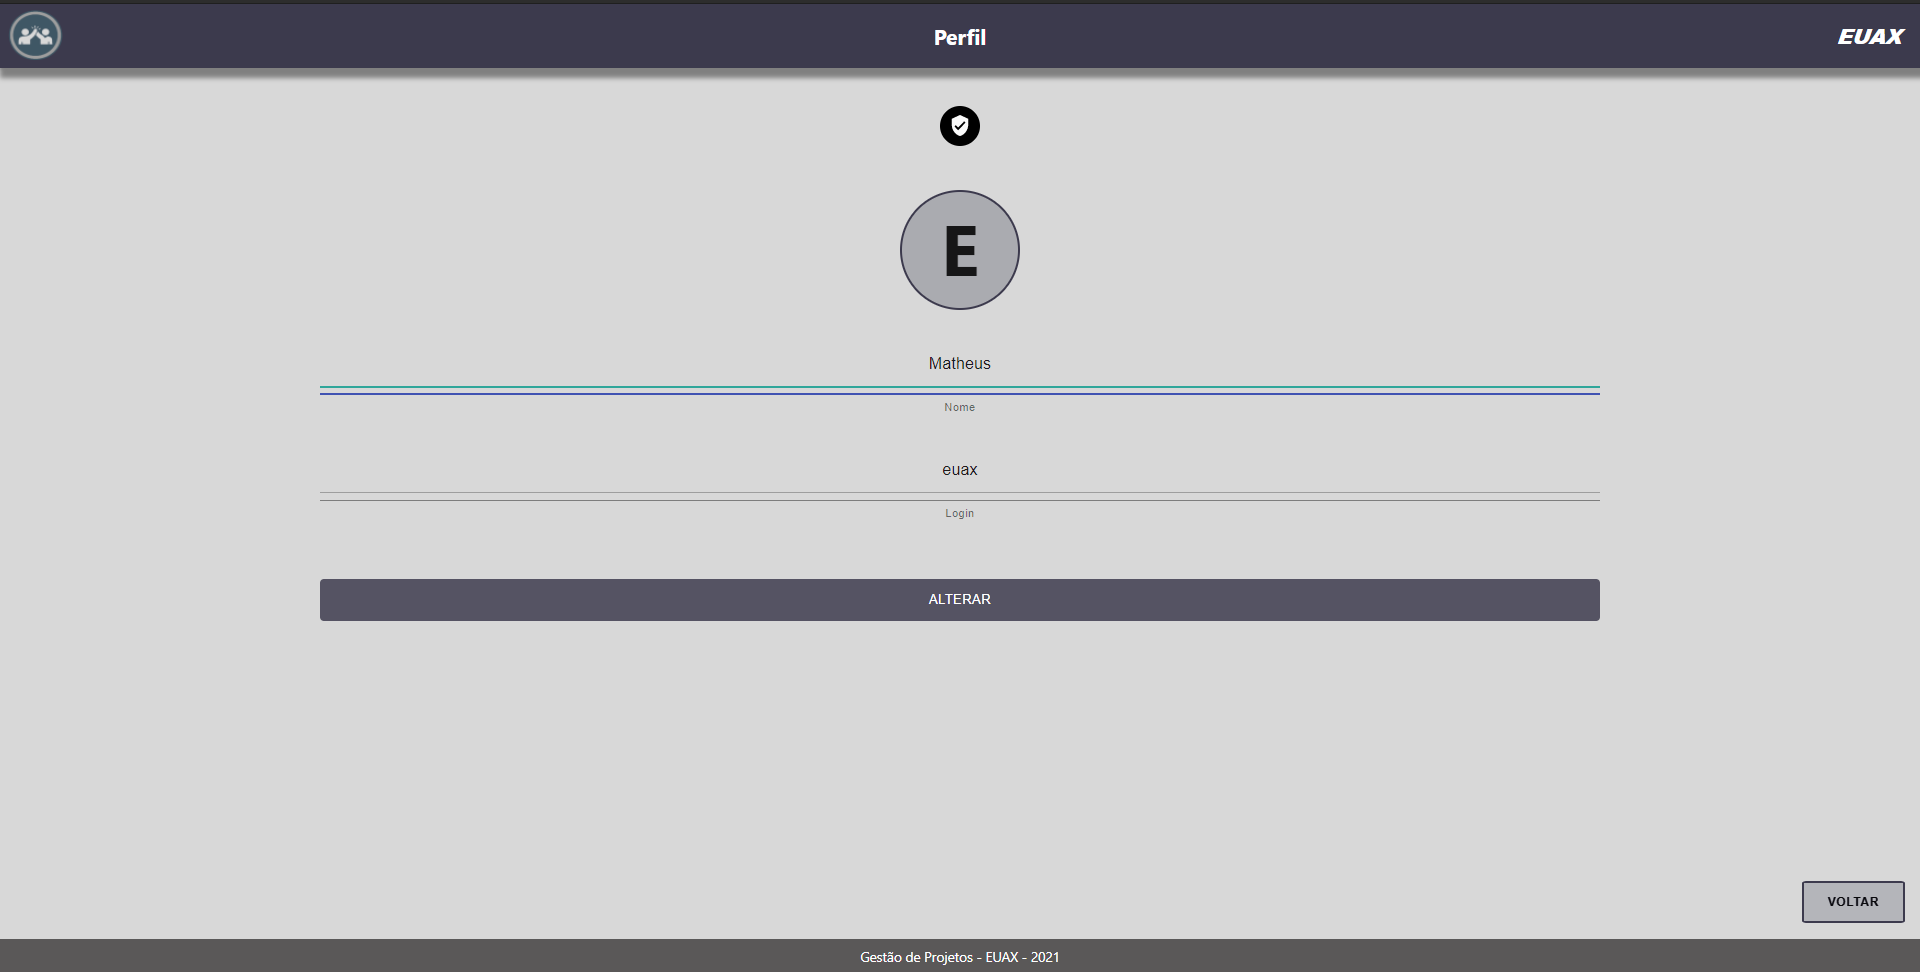 Perfil
EUAX
E
Matheus
Nome
euax
Login
ALTERAR
VOLTAR
Gestão de Projetos - EUAX - 2021